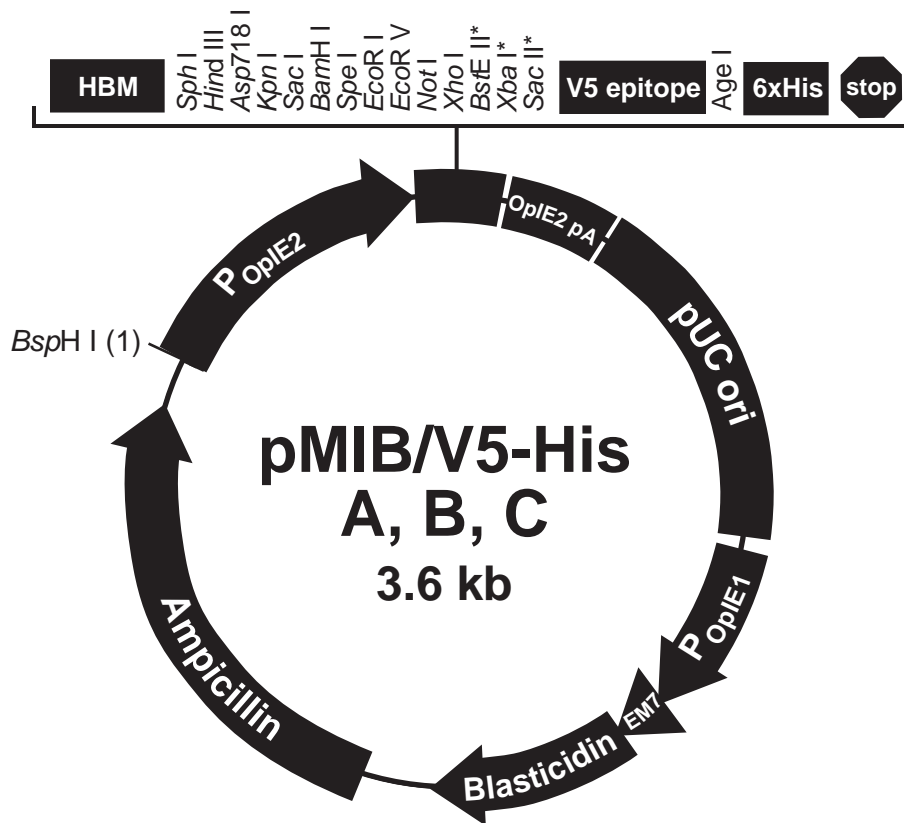 HBM
Sph I
Hind III
Asp718 I
Kpn I
Sac I
BamH I
Spe I
EcoR I
EcoR V
Not I
Xho I
BstE II*
Xba I*
Sac II*
V5 epitope
Age I
6xHis
stop
P OpIE2
OpIE2 pA
pUC ori
BspH I (1)
pMIB/V5-His
A, B, C
3.6 kb
P OpIE1
EM7
Blasticidin
Ampicillin